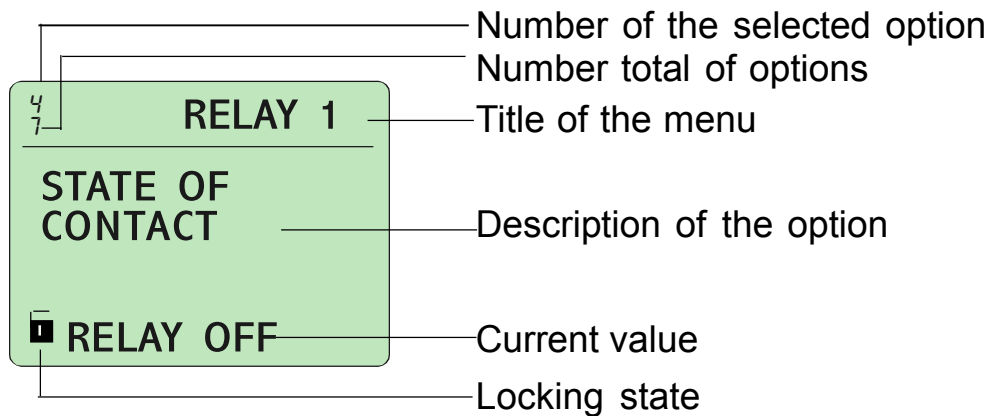 Number of the selected option
Number total of options
4
7
RELAY 1
Title of the menu
STATE OF
CONTACT
Description of the option
RELAY OFF
Current value
Locking state